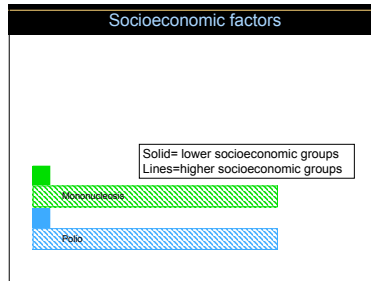 Socioeconomic factors
Solid= lower socioeconomic groups
Lines=higher socioeconomic groups
Mononucleosis
Polio